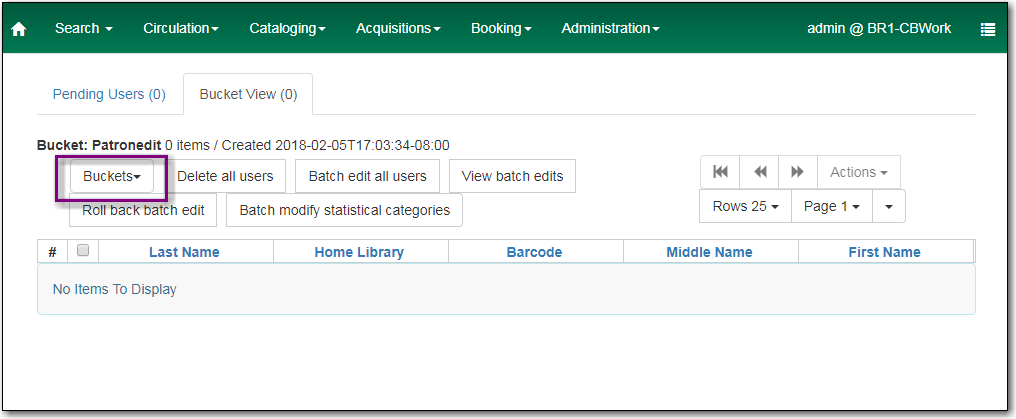 Search Circulation Cataloging Acquisitions Booking Administration admin @ BR1-CBWork
Pending Users (0) Bucket View (0)
Bucket: Patronedit 0 items / Created 2018-02-05T17:03:34-08:00
Buckets Delete all users Batch edit all users View batch edits Actions
Roll back batch edit Batch modify statistical categories Rows 25 Page 1
# Last Name Home Library Barcode Middle Name First Name
No Items To Display